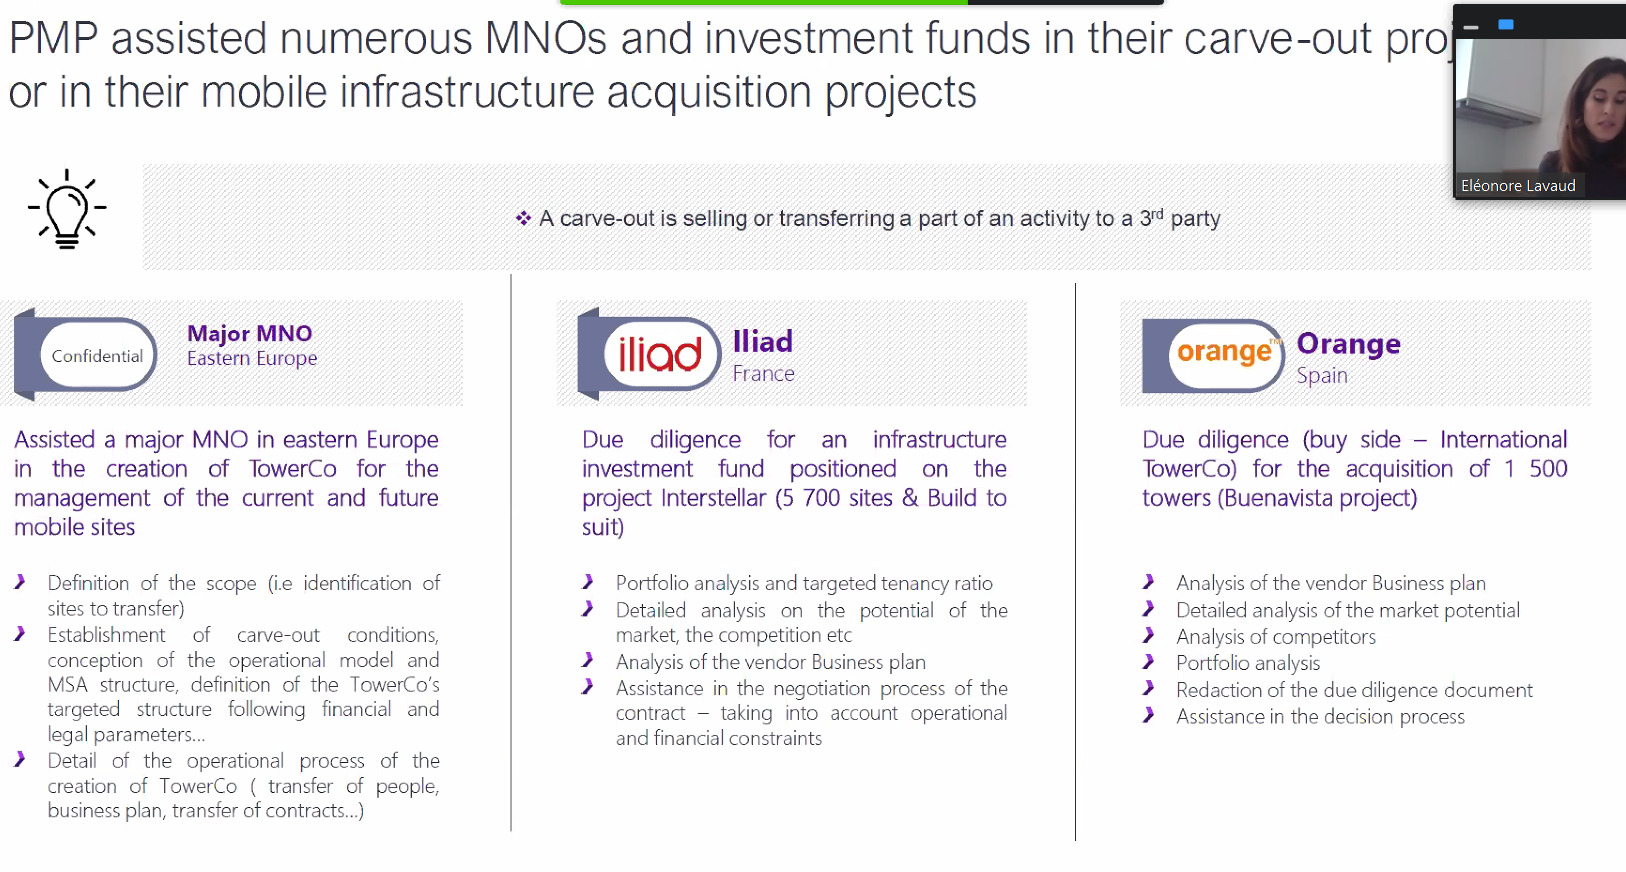 PMP assisted numerous MNOs and investment funds in their carve-out
or in their mobile infrastructure acquisition projects
Eléonore Lavaud
❖ A carve-out is selling or transferring a part of an activity to a 3rd party
Confidential
Major MNO
Eastern Europe
Assisted a major MNO in eastern Europe
in the creation of TowerCo for the
management of the current and future
mobile sites
Definition of the scope (i.e identification of
sites to transfer)
Establishment of carve-out conditions,
conception of the operational model and
MSA structure, definition of the TowerCo's
targeted structure following financial and
legal parameters...
Detail of the operational process of the
creation of TowerCo ( transfer of people,
business plan, transfer of contracts...)
iliad
Iliad
France
Due diligence for an infrastructure
investment fund positioned on the
project Interstellar (5 700 sites & Build to
suit)
Portfolio analysis and targeted tenancy ratio
Detailed analysis on the potential of the
market, the competition etc
Analysis of the vendor Business plan
Assistance in the negotiation process of the
contract – taking into account operational
and financial constraints
orange™
Orange
Spain
Due diligence (buy side – International
TowerCo) for the acquisition of 1 500
towers (Buenavista project)
Analysis of the vendor Business plan
Detailed analysis of the market potential
Analysis of competitors
Portfolio analysis
Redaction of the due diligence document
Assistance in the decision process